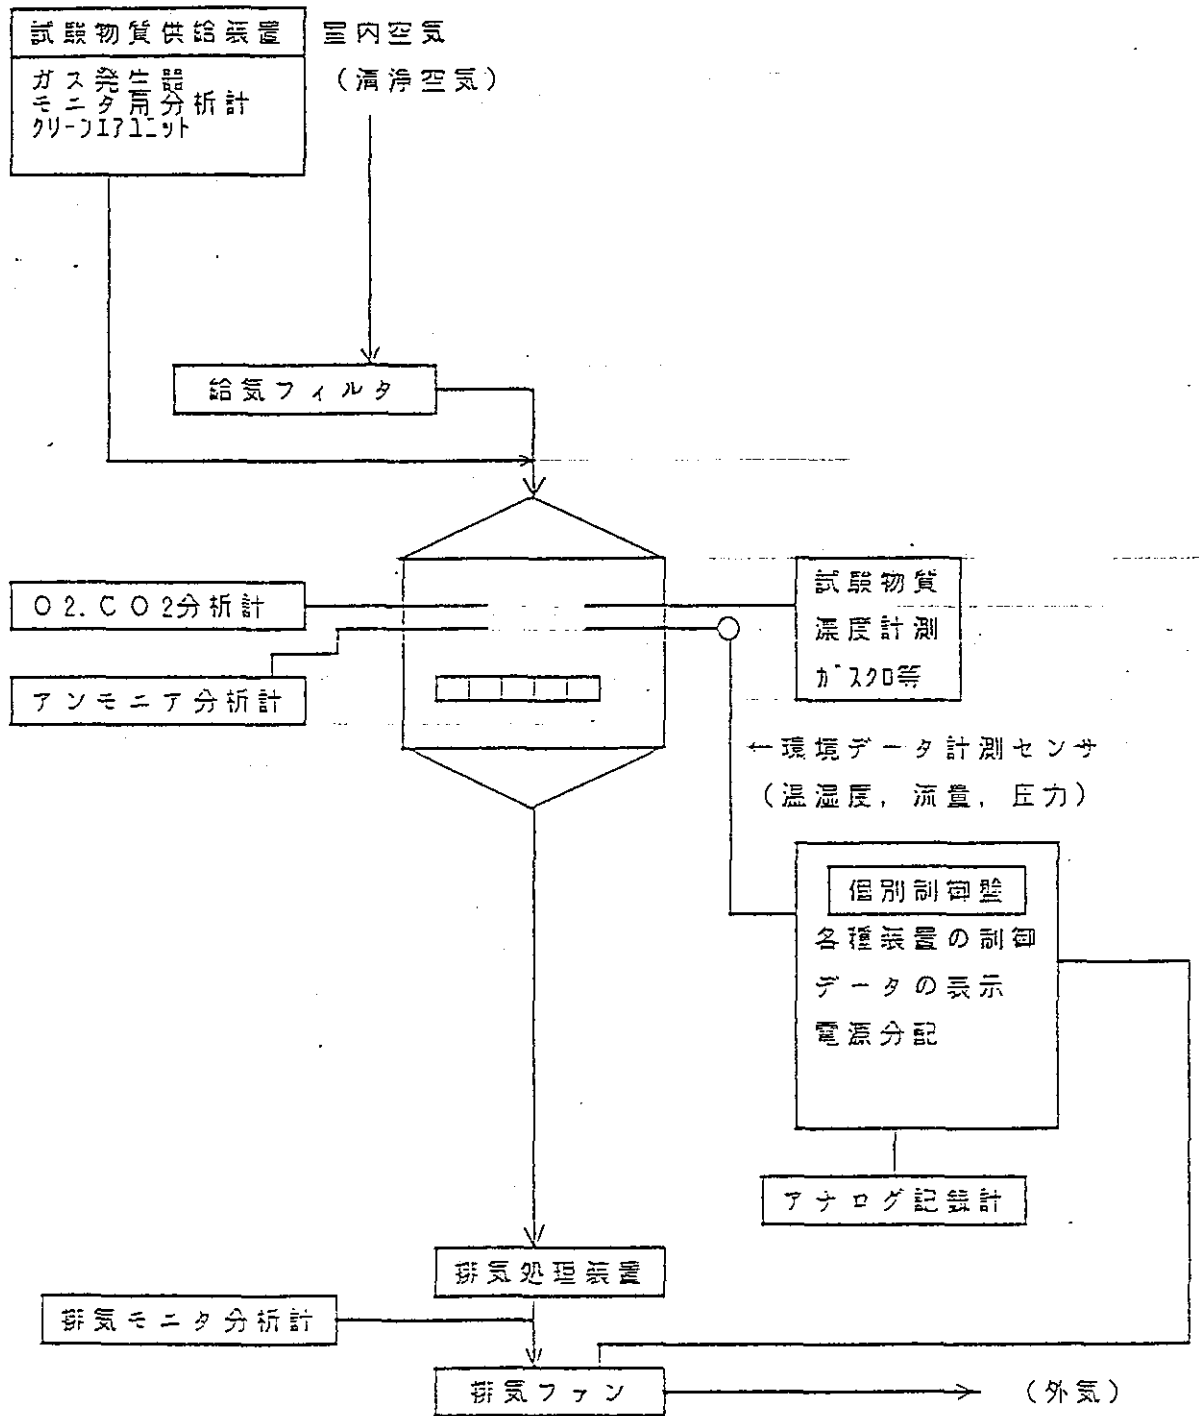 試験物質供給装置
室内空気
(清浄空気)
ガス発生器
モニタ用分析計
クリーンエアユニット
給気フィルタ
O2.CO2分析計
アンモニア分析計
試験物質
濃度計測
ガスクロ等
←環境データ計測センサ
(温湿度,流量,圧力)
個別制御盤
各種装置の制御
データの表示
電源分配
アナログ記録計
排気処理装置
排気モニタ分析計
排気ファン
(外気)